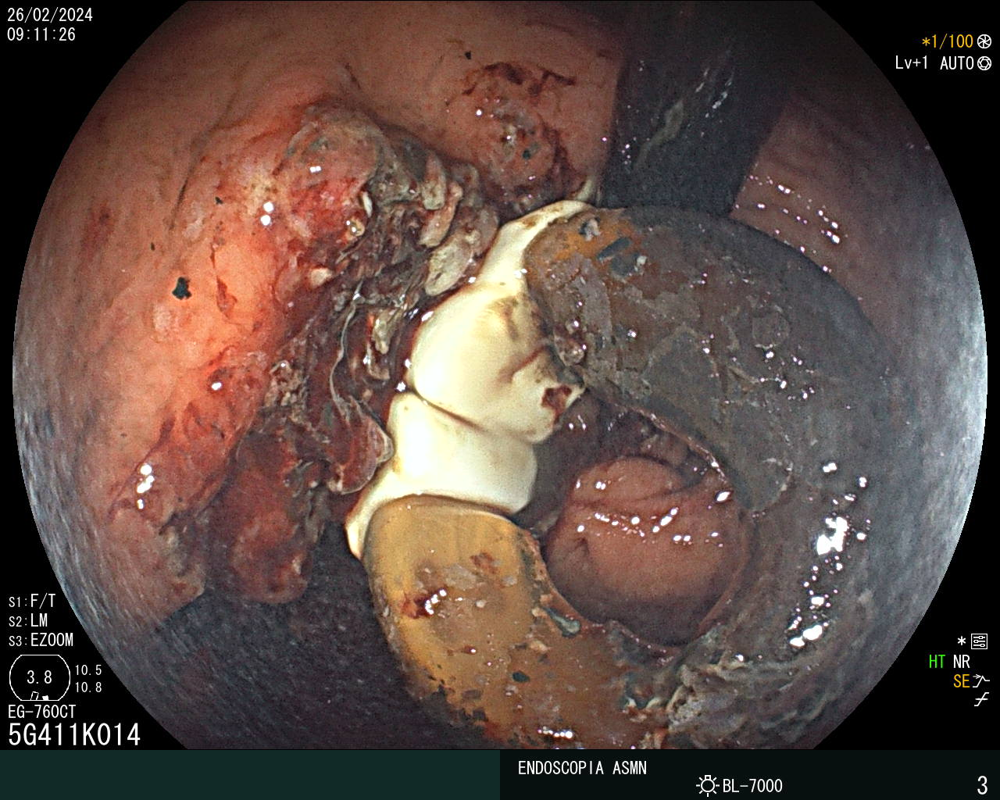 26/02/2024
09:11:26
*1/100
Lv+1 AUTO
S1:F/T
S2:LM
S3:EZOOM
3.8
10.5
10.8
EG-760CT
5G411K014
*
HT NR
SE
ENDOSCOPIA ASMN
BL-7000
3